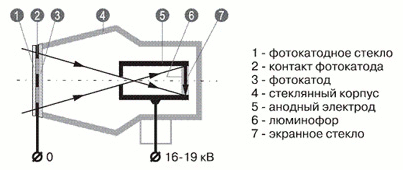 1 2 3 4 5 6 7
1 - фотокатодное стекло
2 - контакт фотокатода
3 - фотокатод
4 - стеклянный корпус
5 - анодный электрод
6 - люминофор
7 - экранное стекло
0
16-19 кВ